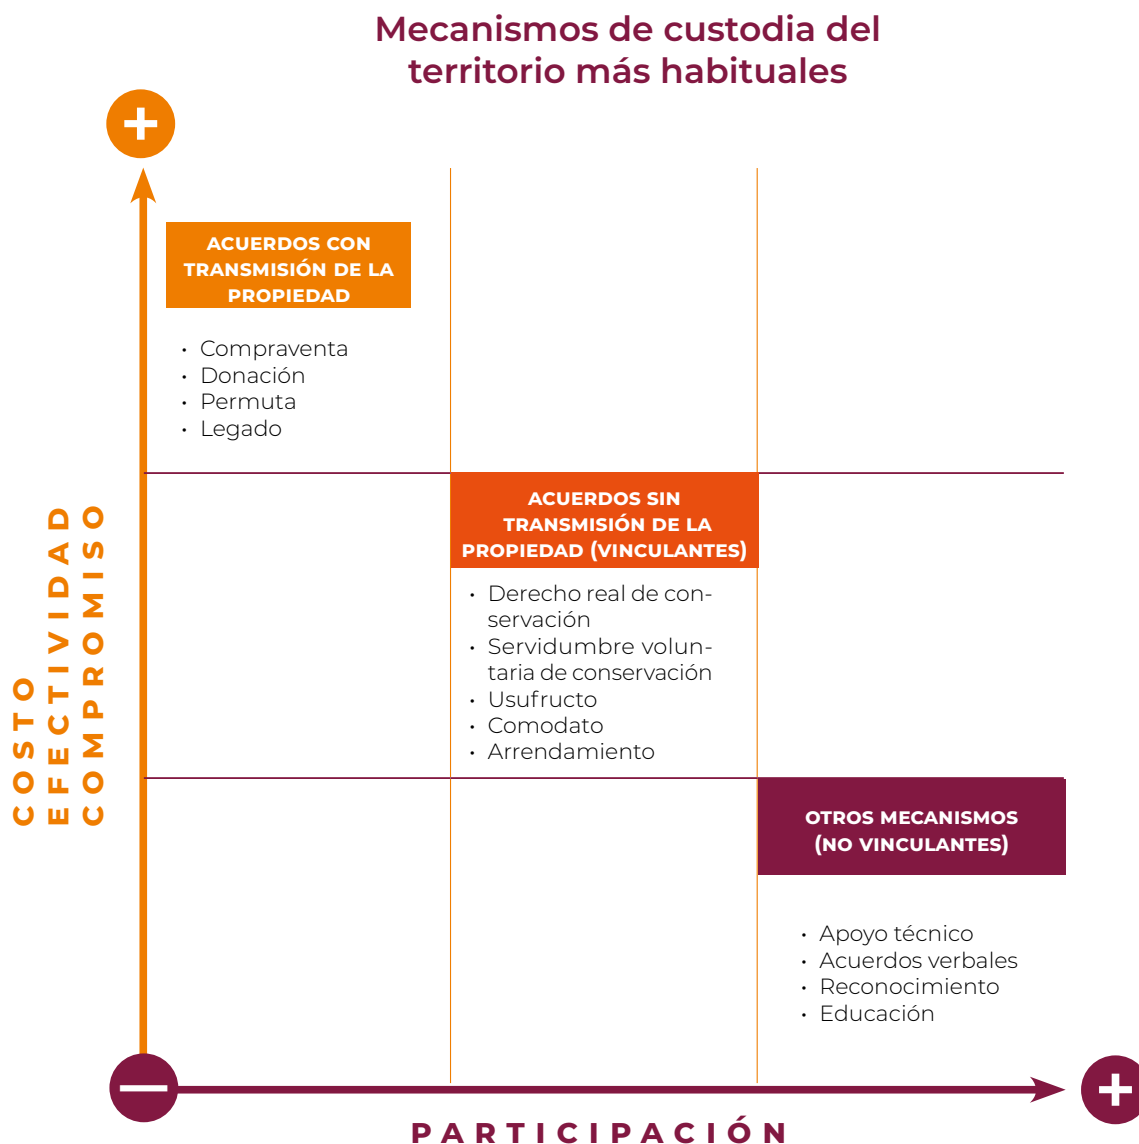 Mecanismos de custodia del
territorio más habituales
ACUERDOS CON
TRANSMISIÓN DE LA
PROPIEDAD
• Compraventa
• Donación
• Permuta
• Legado
ACUERDOS SIN
TRANSMISIÓN DE LA
PROPIEDAD (VINCULANTES)
• Derecho real de con-
servación
• Servidumbre volun-
taria de conservación
• Usufructo
• Comodato
• Arrendamiento
OTROS MECANISMOS
(NO VINCULANTES)
• Apoyo técnico
• Acuerdos verbales
• Reconocimiento
• Educación
COSTO
EFECTIVIDAD
COMPROMISO
PARTICIPACIÓN